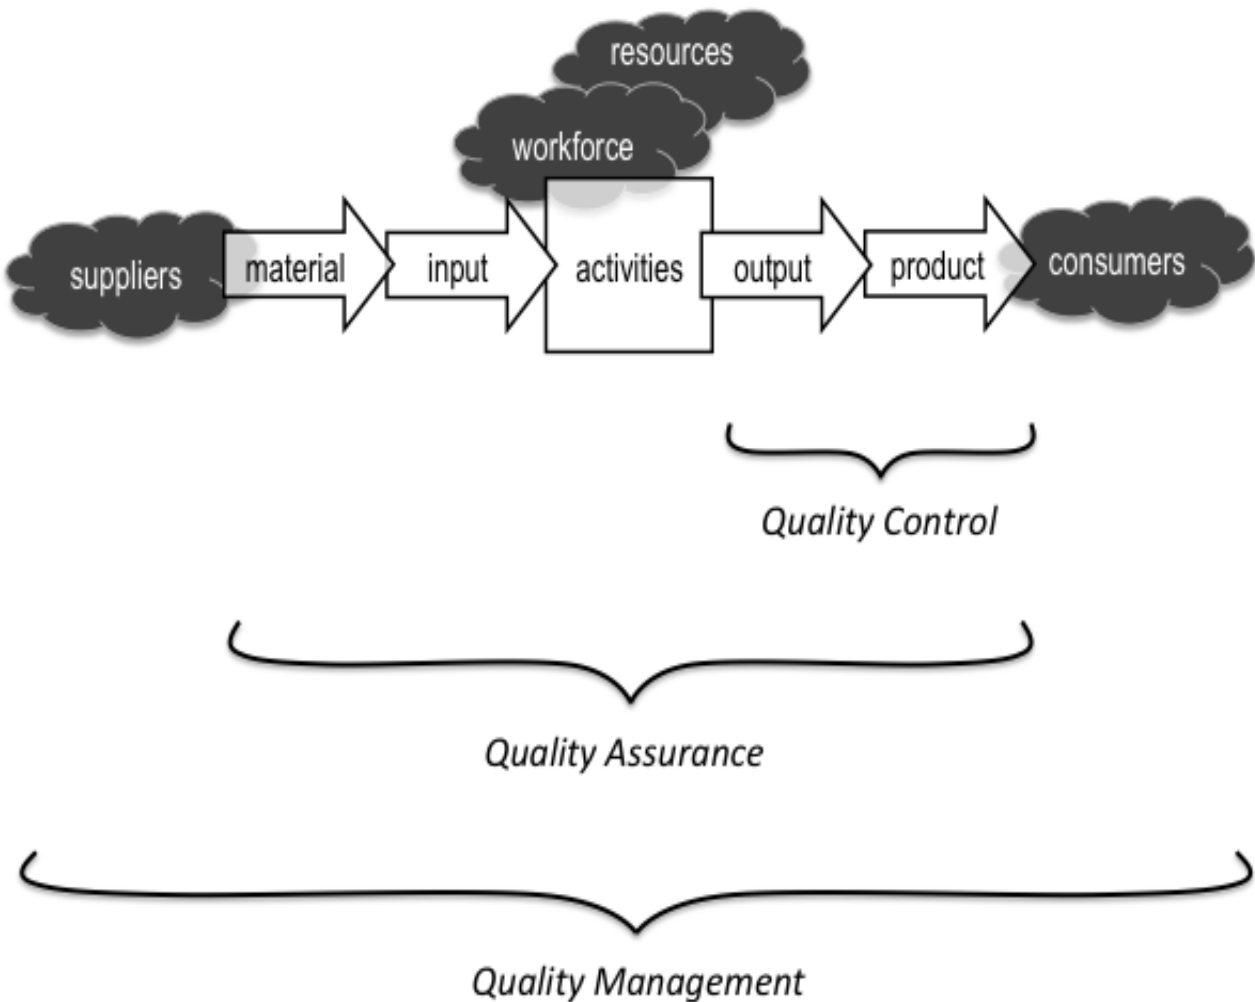 resources
workforce
suppliers
material
input
activities
output
product
consumers
Quality Control
Quality Assurance
Quality Management